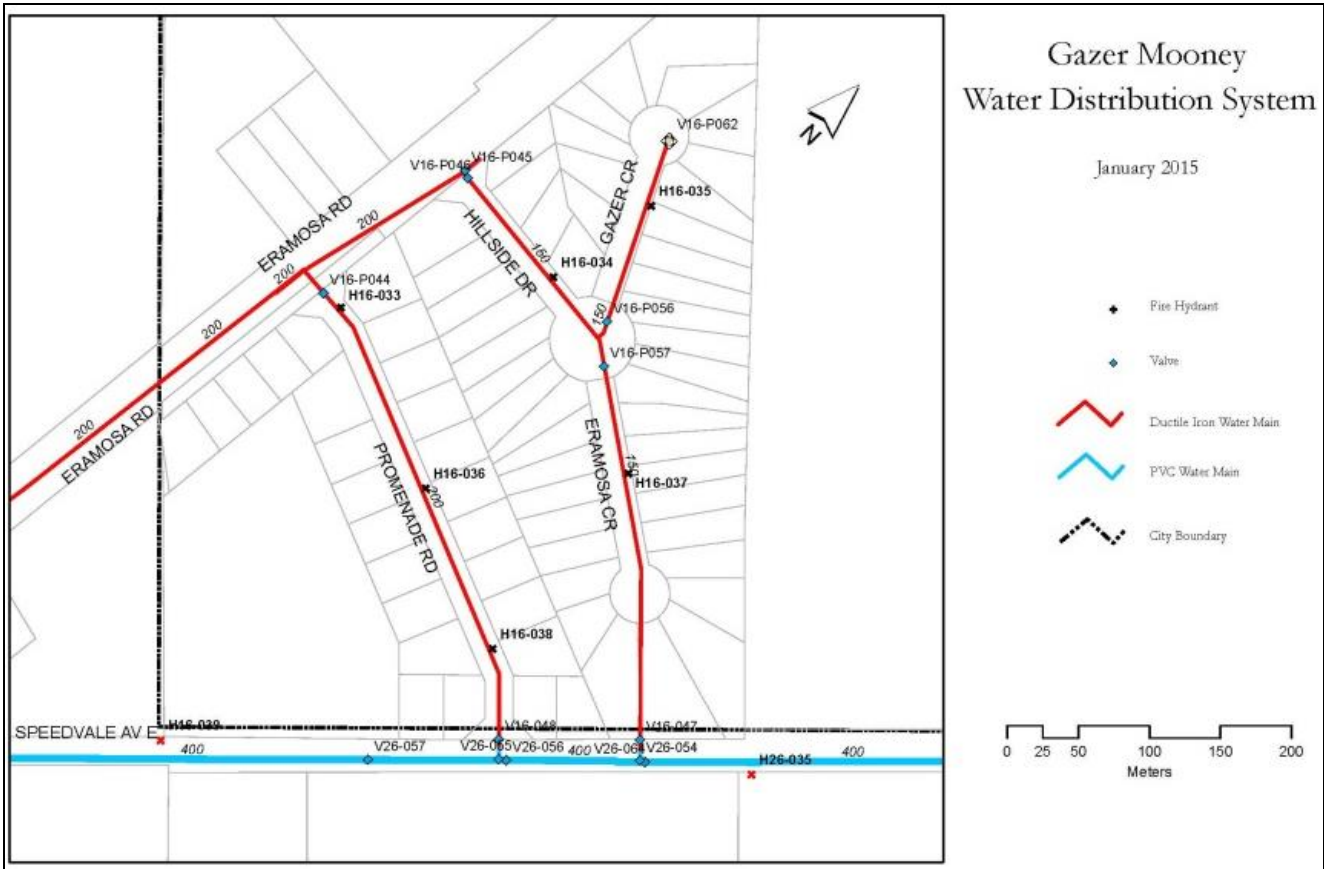 Gazer Mooney
Water Distribution System
January 2015
V16-P062
V16-P046
V16-P045
H16-035
GAZER CR
ERAMOSA RD
200
HILLSIDE DR
150
H16-034
200
V16-P044
H16-033
150
V16-P056
200
V16-P057
200
ERAMOSA RD
PROMENADE RD
H16-036
200
ERAMOSA CR
150
H16-037
H16-038
SPEEDVALE AV E
H16-039
V16-048
V16-047
400
V26-057
V26-065
V26-056
400
V26-064
V26-054
400
H26-035
Fire Hydrant
Valve
Ductile Iron Water Main
PVC Water Main
City Boundary
N
0 25 50 100 150 200
Meters